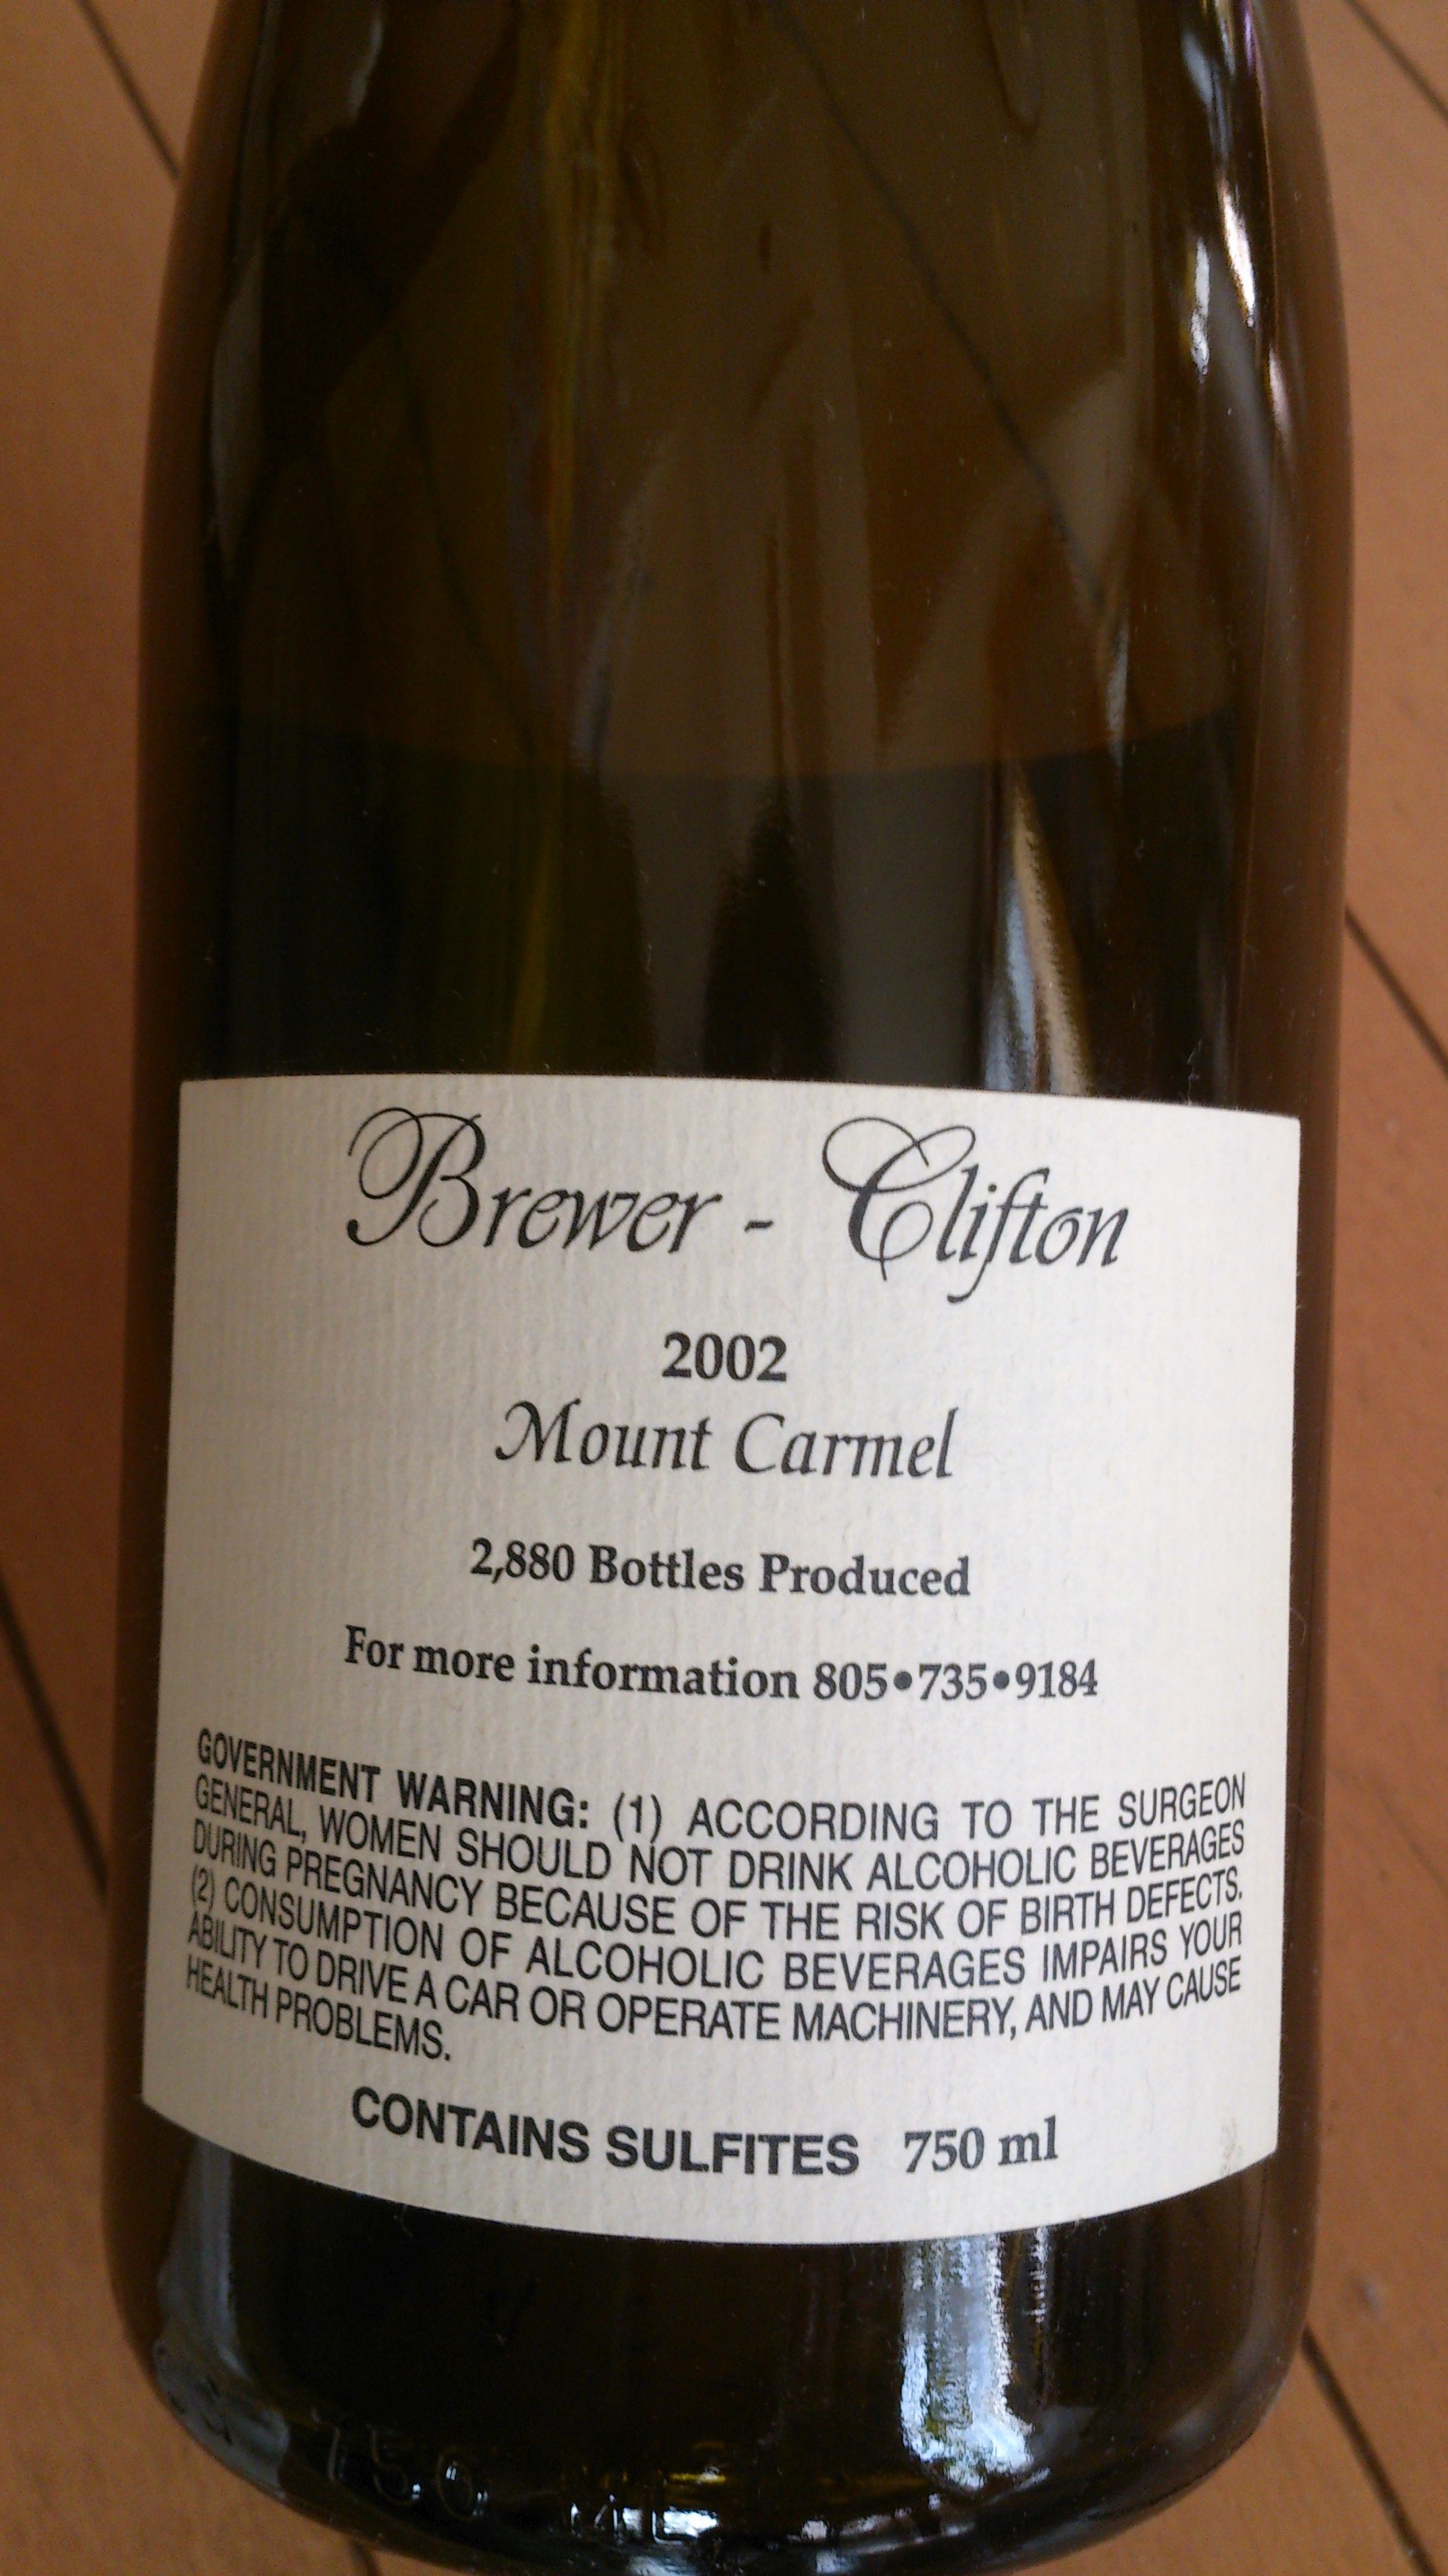 Brewer - Clifton
2002
Mount Carmel
2,880 Bottles Produced
For more information 805•735•9184
GOVERNMENT WARNING: (1) ACCORDING TO THE SURGEON
GENERAL, WOMEN SHOULD NOT DRINK ALCOHOLIC BEVERAGES
DURING PREGNANCY BECAUSE OF THE RISK OF BIRTH DEFECTS.
(2) CONSUMPTION OF ALCOHOLIC BEVERAGES IMPAIRS YOUR
ABILITY TO DRIVE A CAR OR OPERATE MACHINERY, AND MAY CAUSE
HEALTH PROBLEMS.
CONTAINS SULFITES 750 ml
750 ML